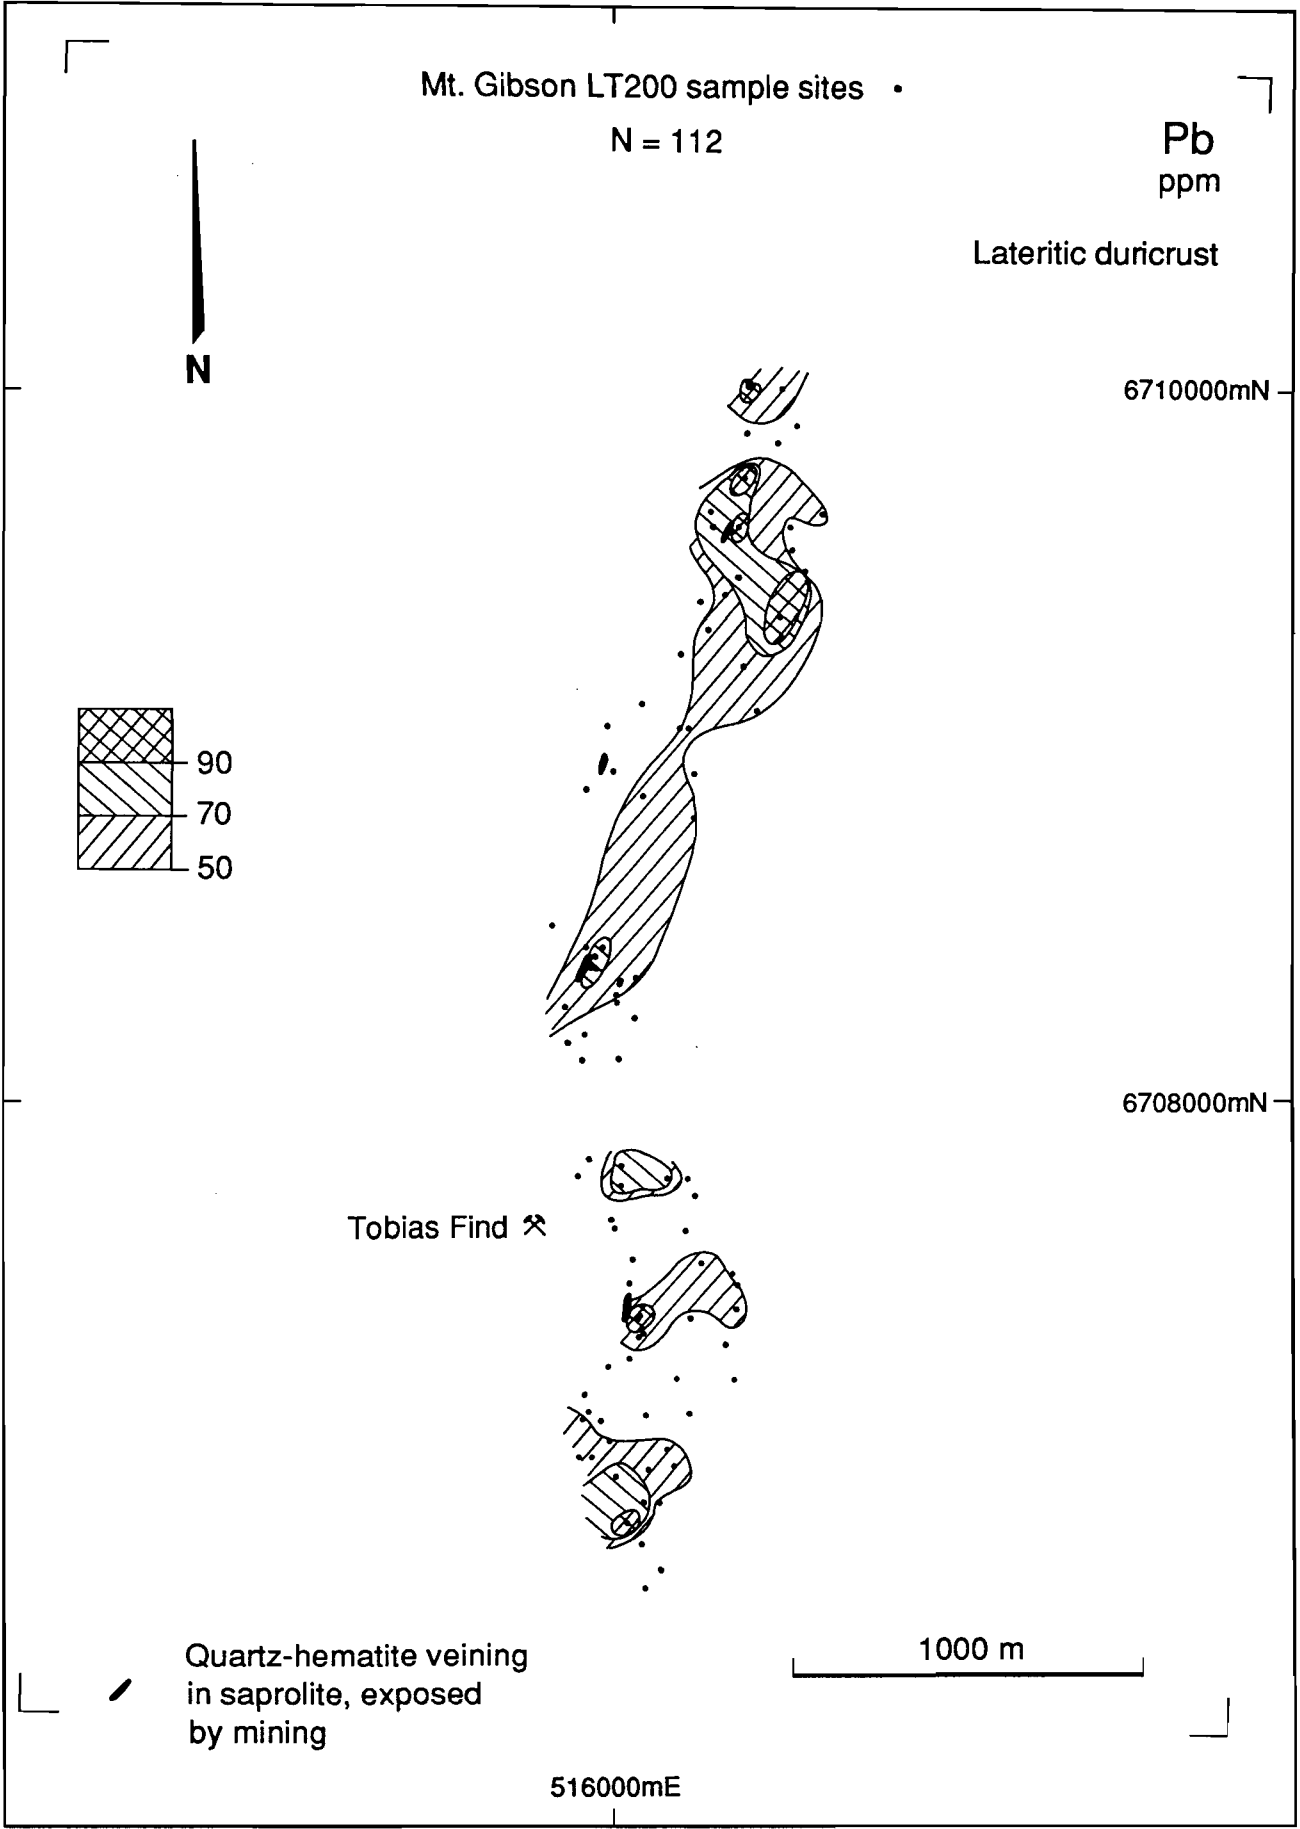 Mt. Gibson LT200 sample sites
N = 112
Pb
ppm
Lateritic duricrust
N
6710000mN
90
70
50
6708000mN
Tobias Find
Quartz-hematite veining
in saprolite, exposed
by mining
1000 m
516000mE